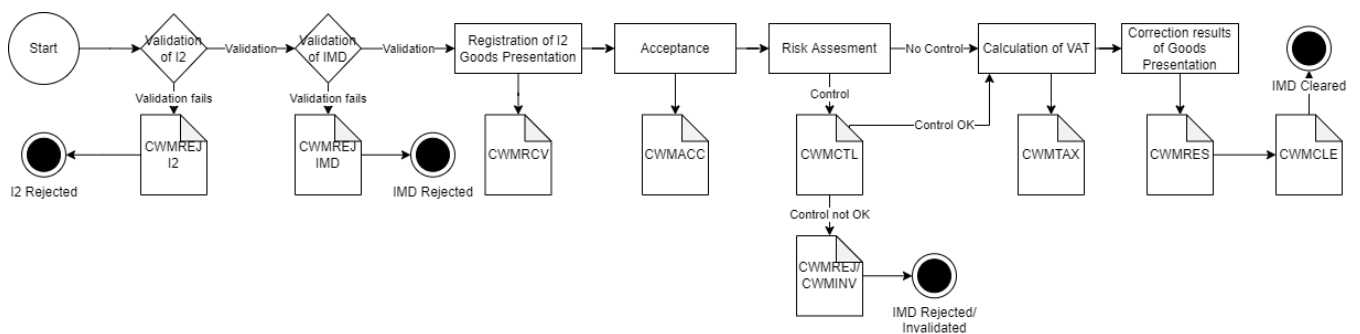 Start
Validation
of I2
Validation
Validation
of IMD
Validation
Registration of I2
Goods Presentation
Acceptance
Risk Assesment
No Control
Calculation of VAT
Correction results
of Goods
Presentation
IMD Cleared
Validation fails
Validation fails
Control
Control OK
CWMREJ
I2
I2 Rejected
CWMREJ
IMD
IMD Rejected
CWMRCV
CWMACC
CWMCTL
CWMTAX
CWMRES
CWMCLE
Control not OK
CWMREJ/
CWMINV
IMD Rejected/
Invalidated